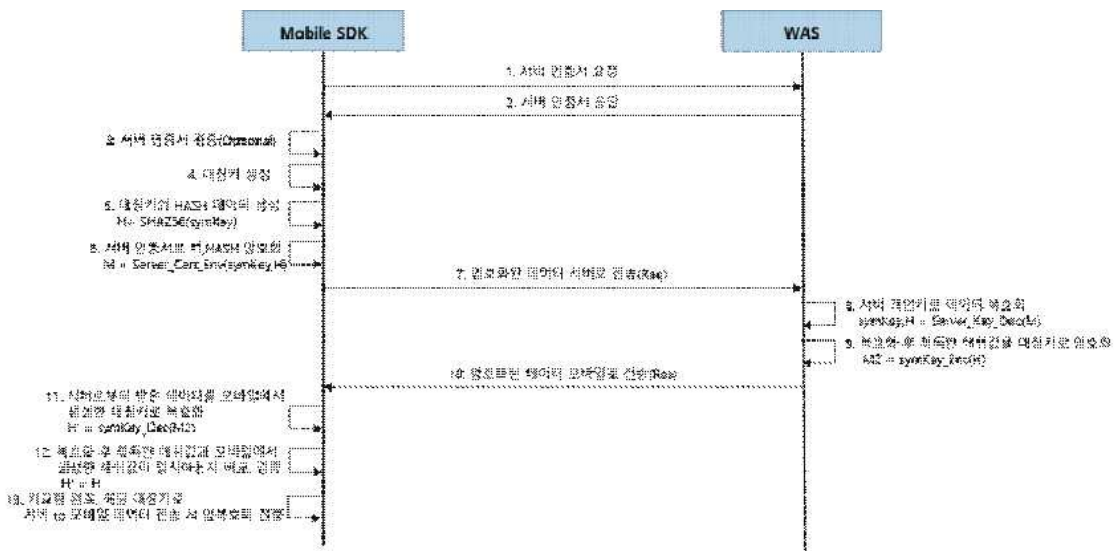 Mobile SDK
WAS
1. 서버 인증서 요청
2. 서버 인증서 응답
3. 서버 인증서 검증(Optional)
4. 대칭키 생성
5. 대칭키의 HASH 데이터 생성
H= SHA256(symKey)
6. 서버 인증서로 키,HASH 암호화
M = Server_Cert_Env(symKey,H)
7. 암호화한 데이터 서버로 전송(Req)
8. 서버 개인키로 데이터 복호화
symKey,H = Server_Key_Dec(M)
9. 복호화 후 획득한 해쉬값을 대칭키로 암호화
M2 = symKey_Enc(H)
10. 암호화된 데이터 모바일로 전송(Res)
11. 서버로부터 받은 데이터를 모바일에서
생성한 대칭키로 복호화
H' = symKey_Dec(M2)
12. 복호화 후 획득한 해쉬값과 모바일에서
생성한 해쉬값이 일치하는지 비교, 검증
H' = H
13. 키교환 완료, 해당 대칭키로
서버 to 모바일 데이터 전송 시 암복호화 진행